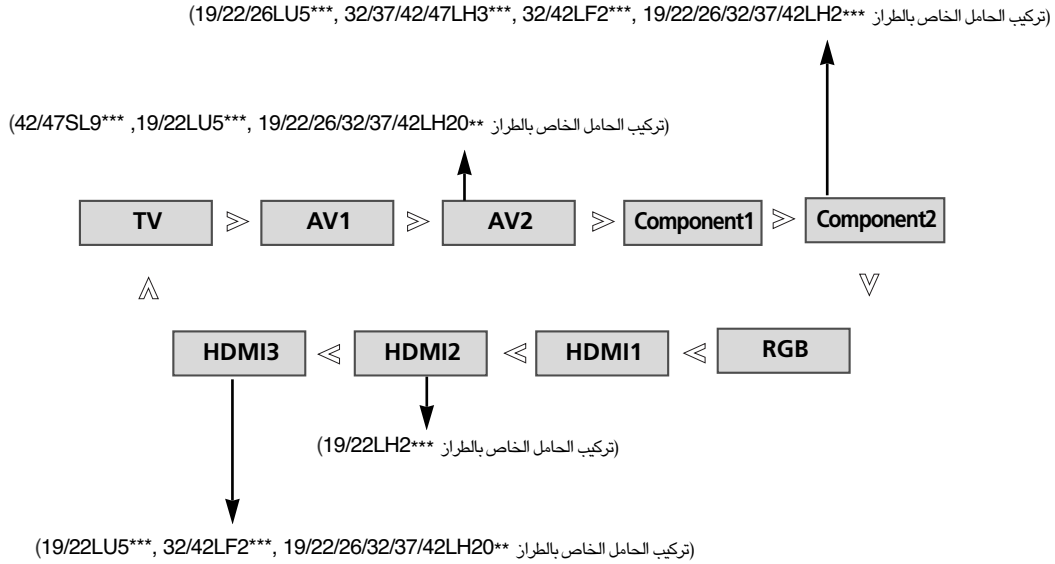 (تركيب الحامل الخاص بالطراز 19/22/26LU5***, 32/37/42/47LH3***, 32/42LF2***, 19/22/26/32/37/42LH2***)
(تركيب الحامل الخاص بالطراز 42/47SL9*** ,19/22LU5***, 19/22/26/32/37/42LH20**)
TV AV1 AV2 Component1 Component2
HDMI3 HDMI2 HDMI1 RGB
(تركيب الحامل الخاص بالطراز 19/22LH2***)
(تركيب الحامل الخاص بالطراز 19/22LU5***, 32/42LF2***, 19/22/26/32/37/42LH20**)